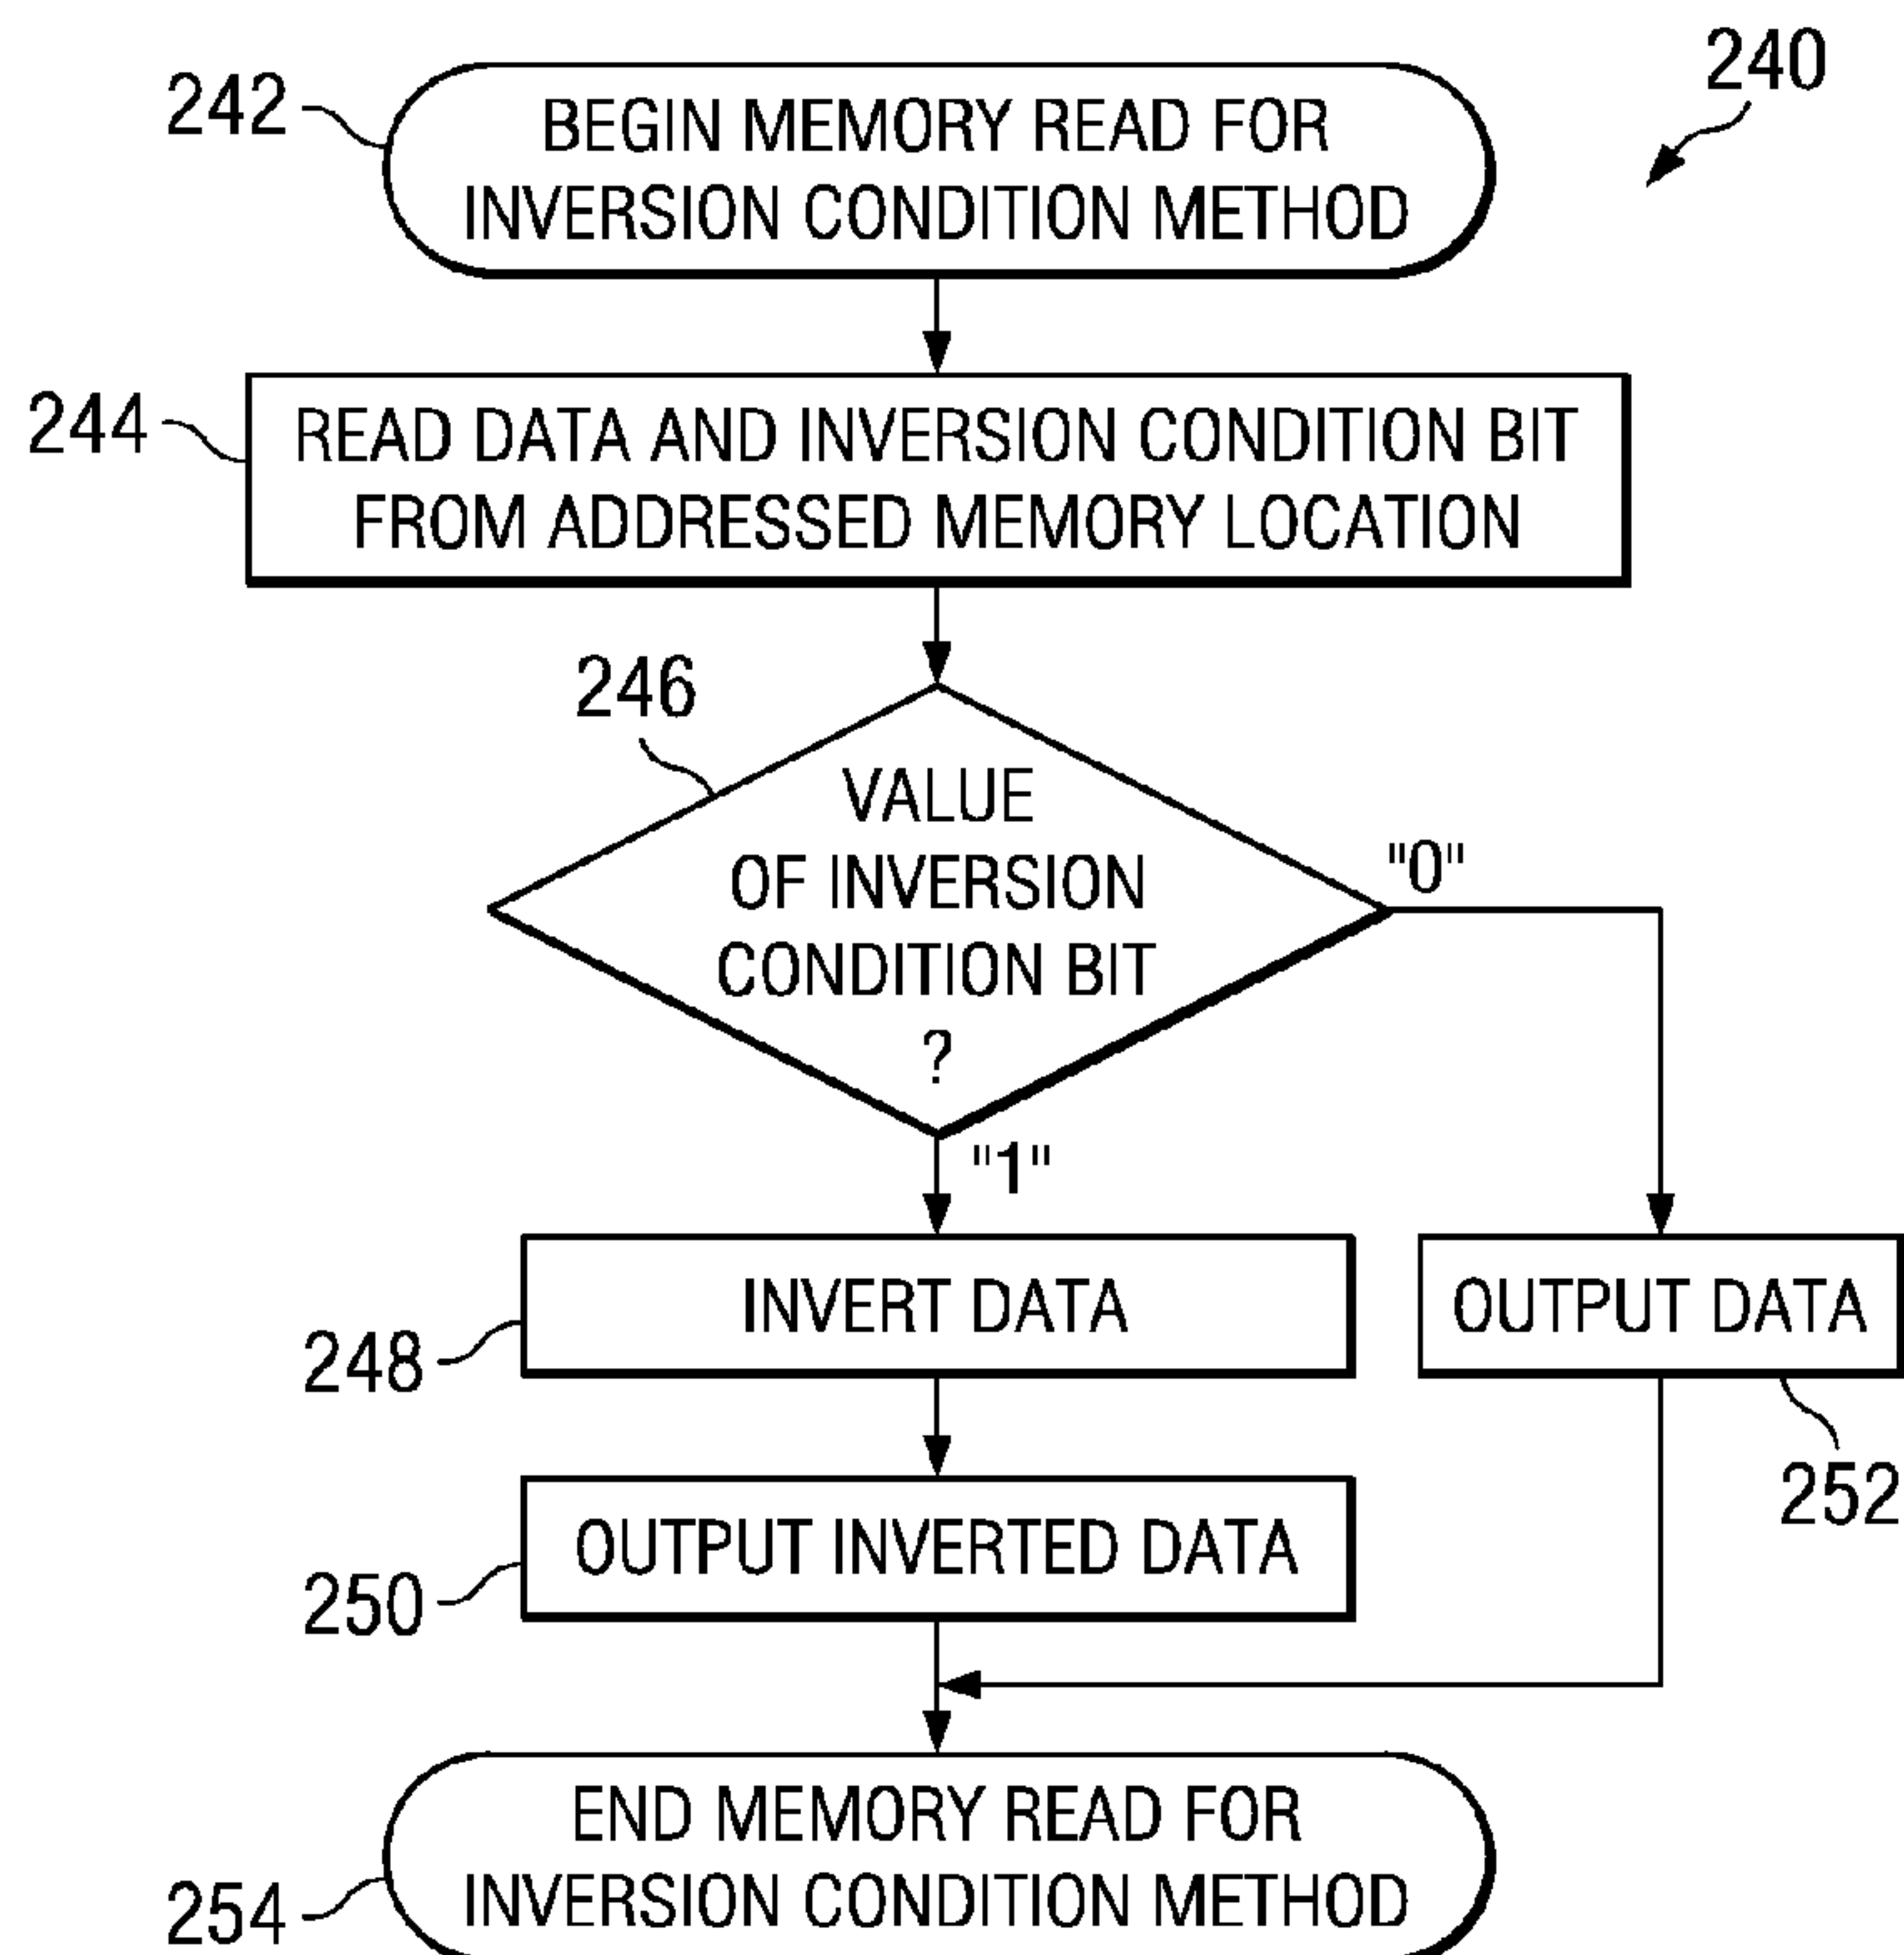 240
242
BEGIN MEMORY READ FOR
INVERSION CONDITION METHOD
244
READ DATA AND INVERSION CONDITION BIT
FROM ADDRESSED MEMORY LOCATION
246
VALUE
OF INVERSION
CONDITION BIT
?
"0"
"1"
INVERT DATA
OUTPUT DATA
248
252
OUTPUT INVERTED DATA
250
END MEMORY READ FOR
INVERSION CONDITION METHOD
254